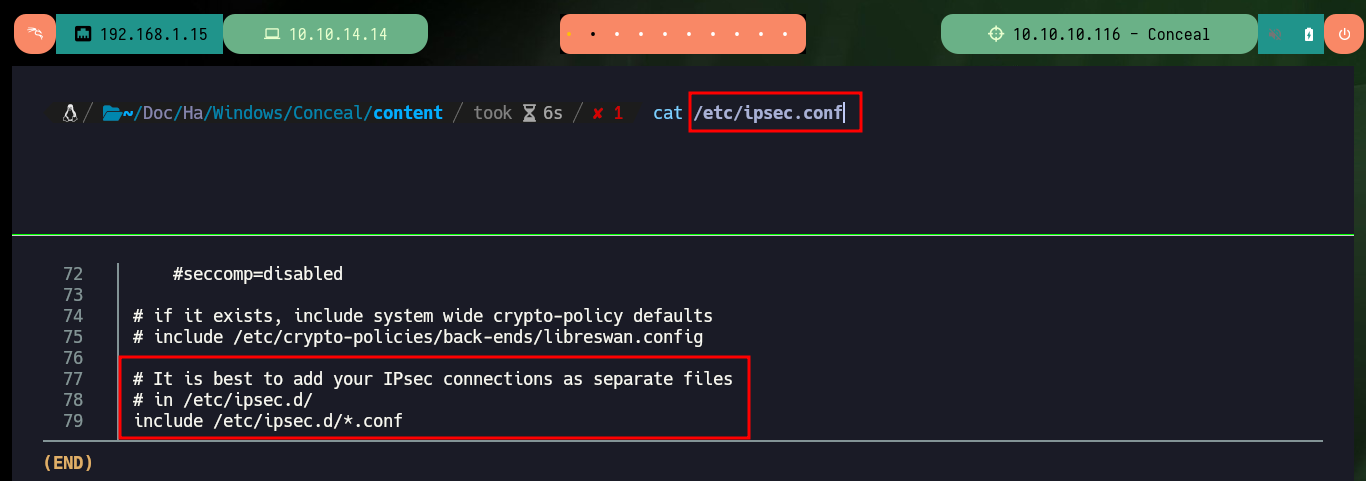 192.168.1.15 10.10.14.14 10.10.10.116 - Conceal
/ ~/Doc/Ha/Windows/Conceal/content / took 6s / ✘ 1 cat /etc/ipsec.conf
72 #seccomp=disabled
73
74 # if it exists, include system wide crypto-policy defaults
75 # include /etc/crypto-policies/back-ends/libreswan.config
76
77 # It is best to add your IPsec connections as separate files
78 # in /etc/ipsec.d/
79 include /etc/ipsec.d/*.conf
(END)